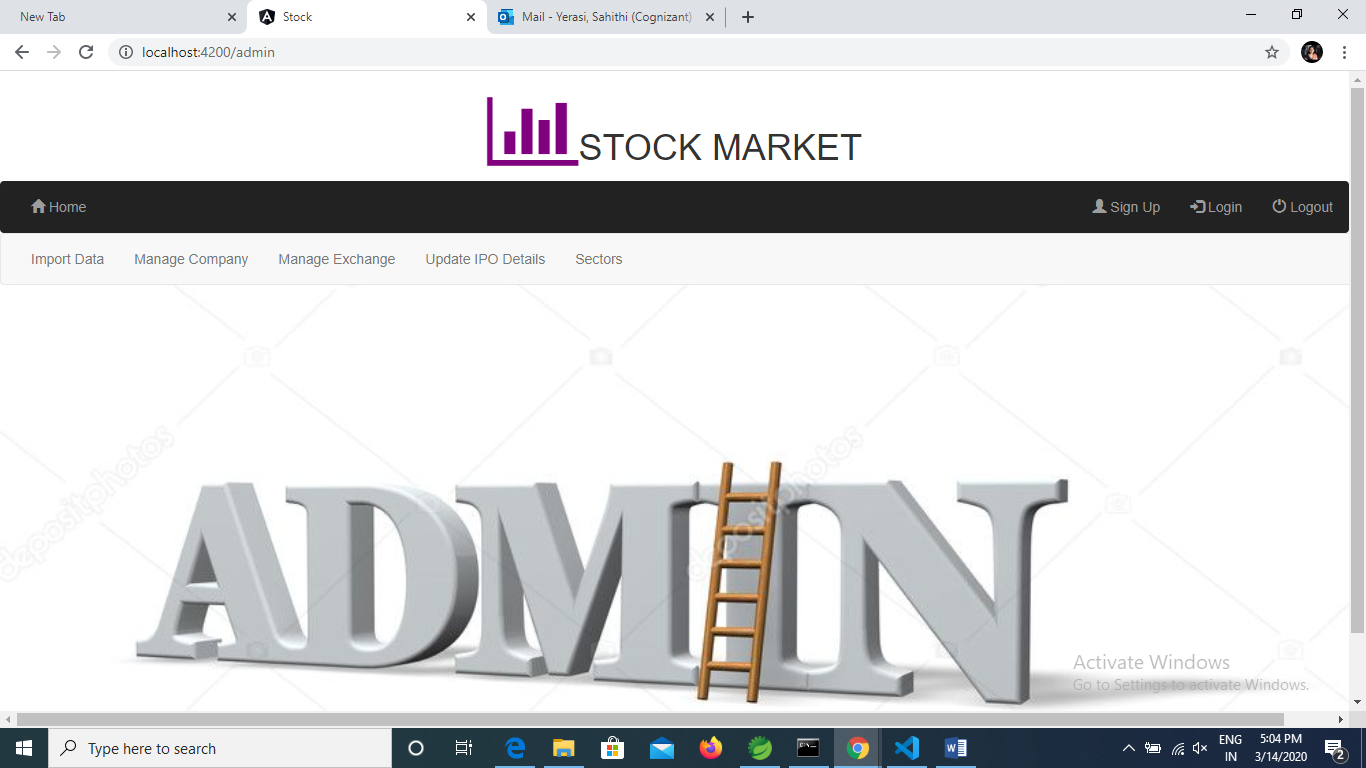 New Tab
Stock
Mail - Yerasi, Sahithi (Cognizant)
localhost:4200/admin
STOCK MARKET
Home
Sign Up
Login
Logout
Import Data
Manage Company
Manage Exchange
Update IPO Details
Sectors
depositphotos
depositphotos
ADMIN
Activate Windows
Go to Settings to activate Windows.
Type here to search
ENG
IN
5:04 PM
3/14/2020
2